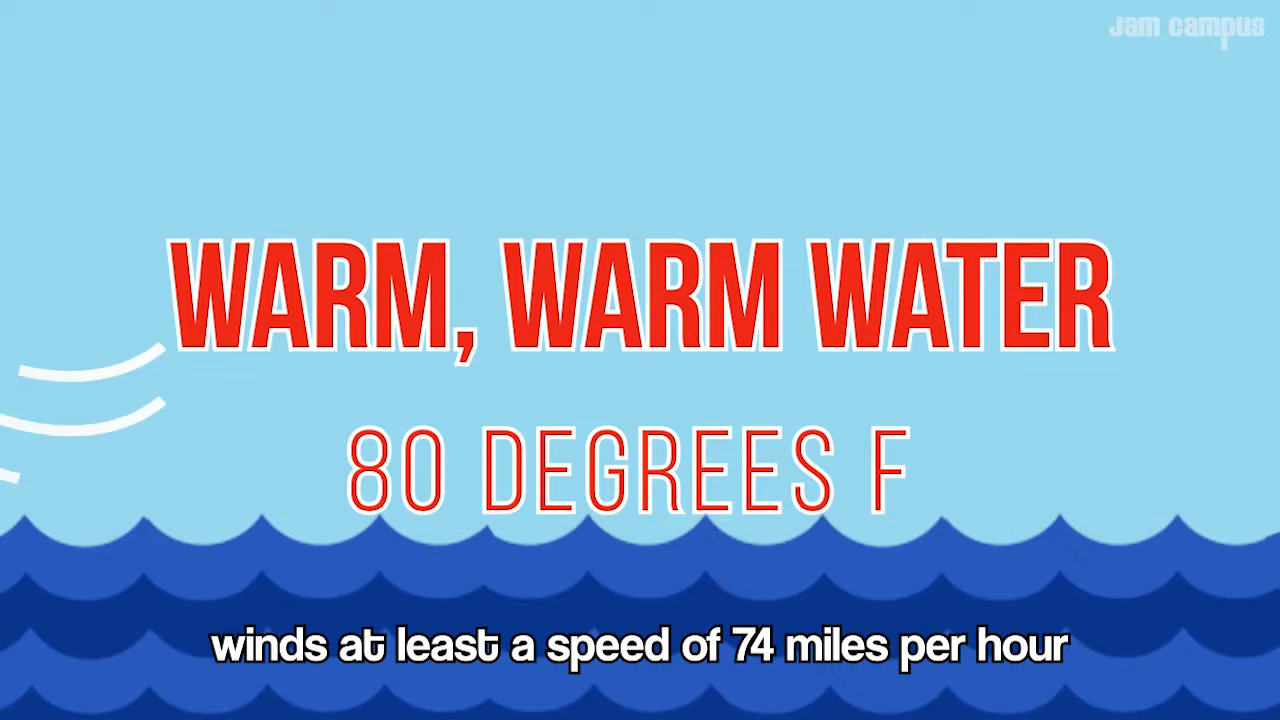 Jam campus
WARM, WARM WATER
80 DEGREES F
winds at least a speed of 74 miles per hour